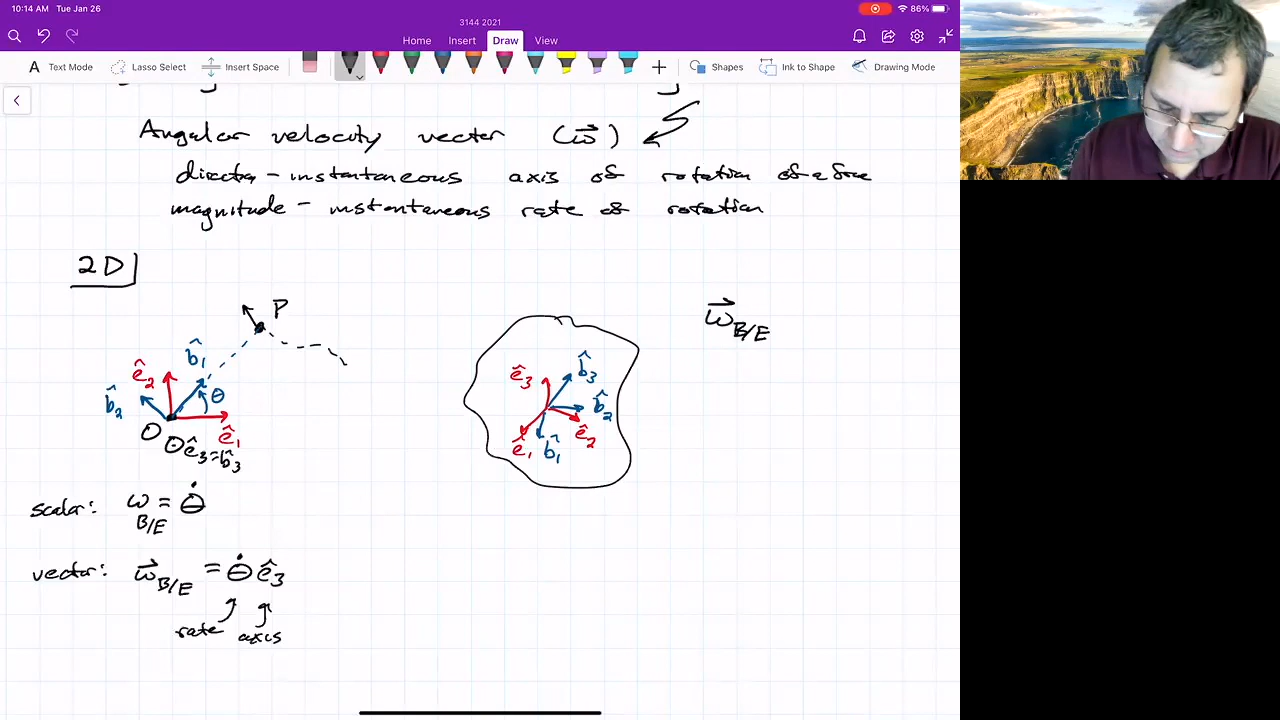 10:14 AM Tue Jan 26
86%
3144 2021
Home Insert Draw View
Text Mode Lasso Select Insert Space Shapes Ink to Shape Drawing Mode
Angular velocity vector (ω⃗)
direction - instantaneous axis of rotation of a
magnitude - instantaneous rate of rotation
2D
P
b̂₁
ê₂
θ
b̂₂
ê₁
O
ê₃ = b̂₃
ω⃗ B/E
b̂₃
ê₃
b̂₂
ê₂
ê₁
b̂₁
scalar: ω B/E = θ̇
vector: ω⃗ B/E = θ̇ ê₃
rate axis